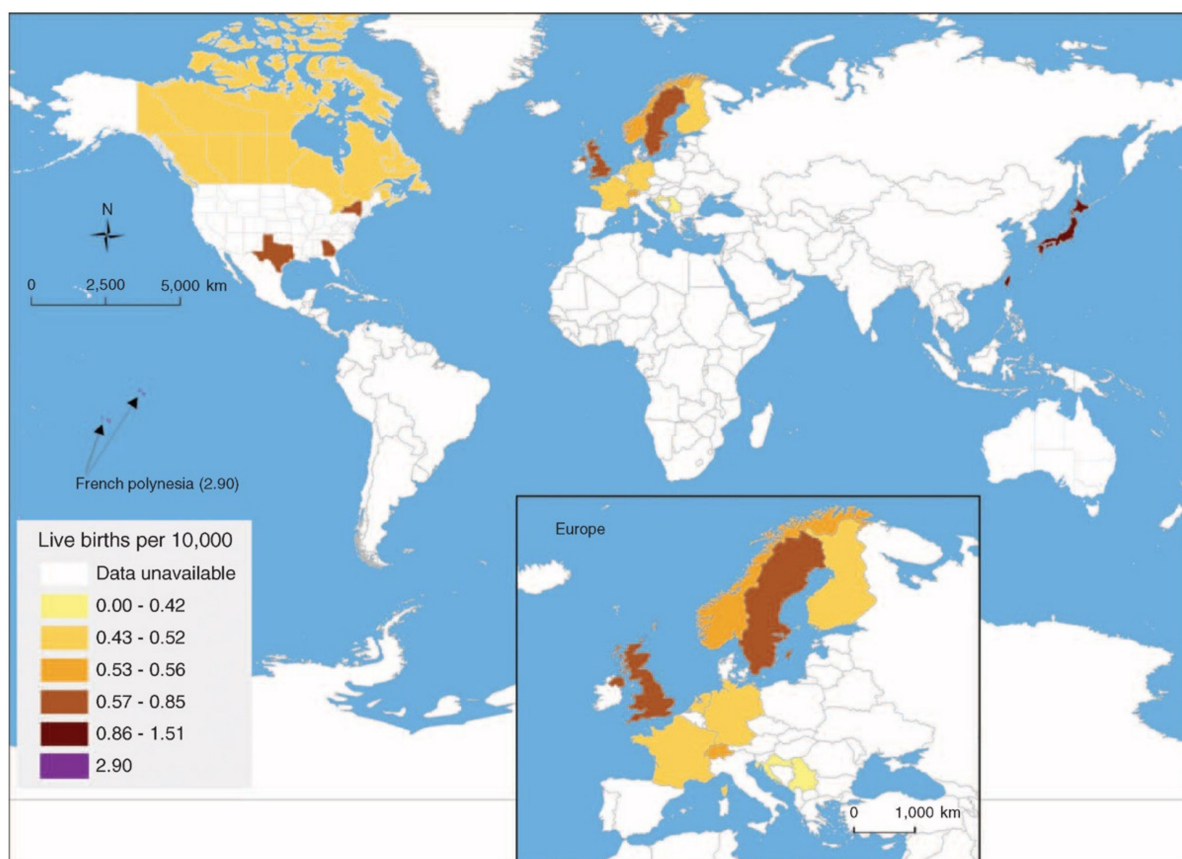 N
0 2,500 5,000 km
French polynesia (2.90)
Live births per 10,000
Data unavailable
0.00 - 0.42
0.43 - 0.52
0.53 - 0.56
0.57 - 0.85
0.86 - 1.51
2.90
Europe
0 1,000 km